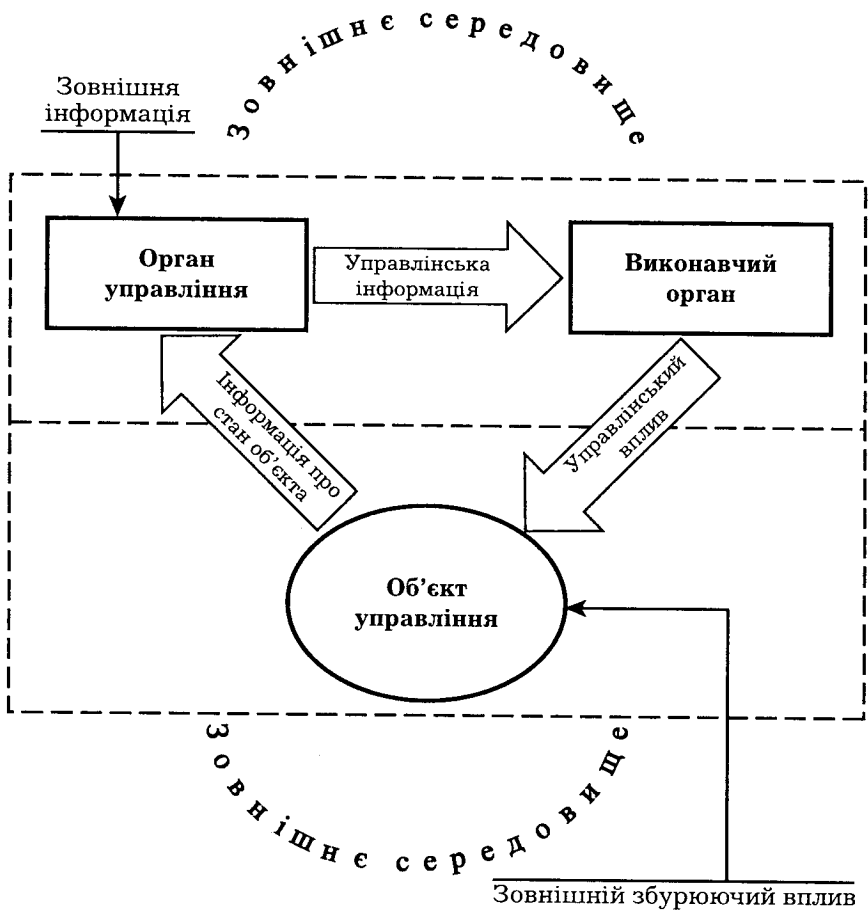 Зовнішнє середовище
Зовнішня
інформація
Орган
управління
Управлінська
інформація
Виконавчий
орган
Інформація про
стан об’єкта
Управлінський
вплив
Об’єкт
управління
Зовнішнє середовище
Зовнішній збурюючий вплив